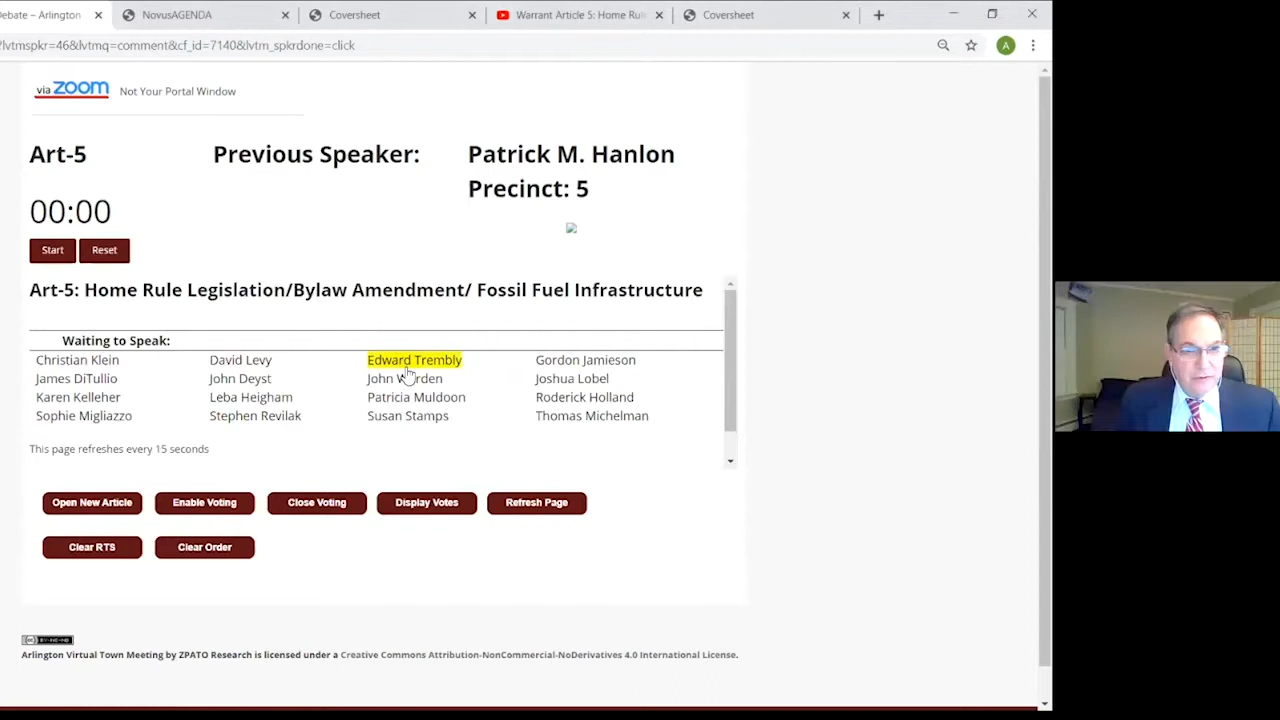 Debate – Arlington
NovusAGENDA
Coversheet
Warrant Article 5: Home Rul
Coversheet
lvtmspkr=46&lvtmq=comment&cf_id=7140&lvtm_spkrdone=click
A
via zoom Not Your Portal Window
Art-5 Previous Speaker: Patrick M. Hanlon
Precinct: 5
00:00
Start Reset
Art-5: Home Rule Legislation/Bylaw Amendment/ Fossil Fuel Infrastructure
Waiting to Speak:
Christian Klein David Levy Edward Trembly Gordon Jamieson
James DiTullio John Deyst John Joshua Lobel
Karen Kelleher Leba Heigham Patricia Muldoon Roderick Holland
Sophie Migliazzo Stephen Revilak Susan Stamps Thomas Michelman
This page refreshes every 15 seconds
Open New Article Enable Voting Close Voting Display Votes Refresh Page
Clear RTS Clear Order
Arlington Virtual Town Meeting by ZPATO Research is licensed under a Creative Commons Attribution-NonCommercial-NoDerivatives 4.0 International License.